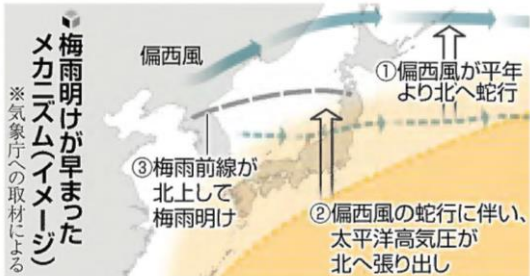 梅雨明けが早まった
メカニズム(イメージ)
※気象庁への取材による
偏西風
①偏西風が平年
より北へ蛇行
③梅雨前線が
北上して
梅雨明け
②偏西風の蛇行に伴い、
太平洋高気圧が
北へ張り出し